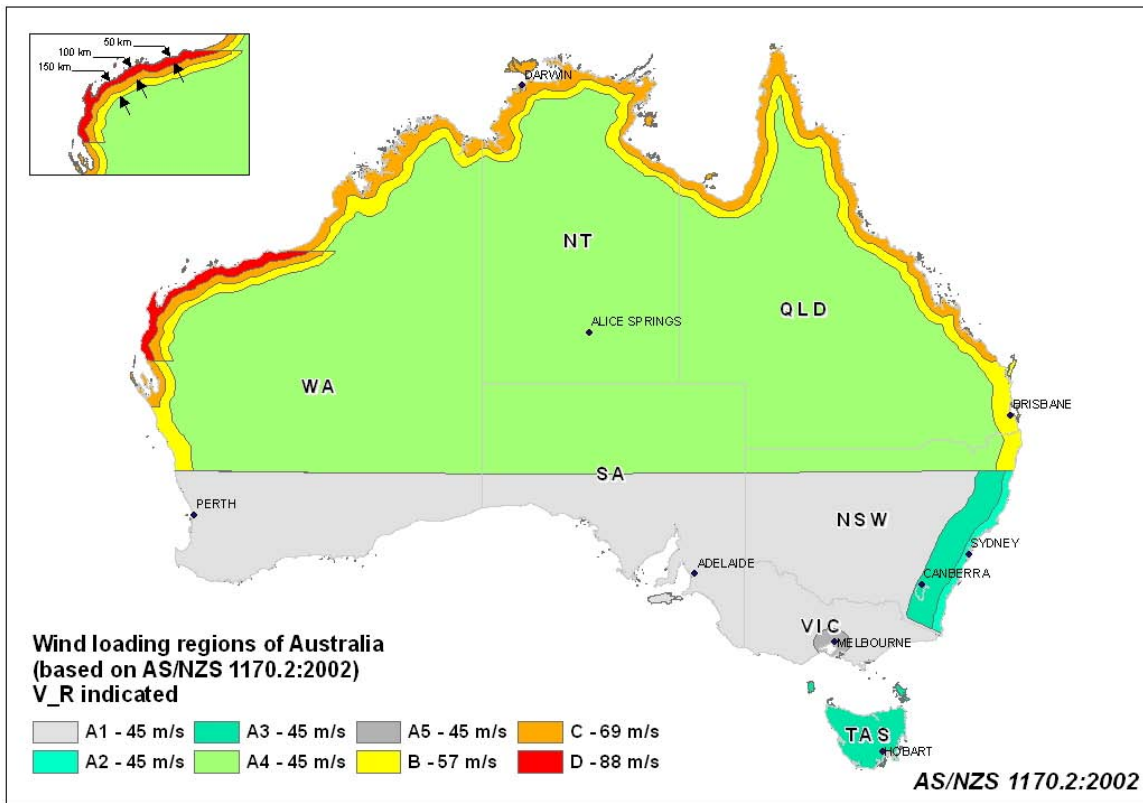 50 km
100 km
150 km
DARWIN
NT
QLD
ALICE SPRINGS
WA
BRISBANE
SA
PERTH
NSW
SYDNEY
ADELAIDE
CANBERRA
VIC
MELBOURNE
TAS
HOBART
Wind loading regions of Australia
(based on AS/NZS 1170.2:2002)
V_R indicated
A1 - 45 m/s A3 - 45 m/s A5 - 45 m/s C - 69 m/s
A2 - 45 m/s A4 - 45 m/s B - 57 m/s D - 88 m/s
AS/NZS 1170.2:2002